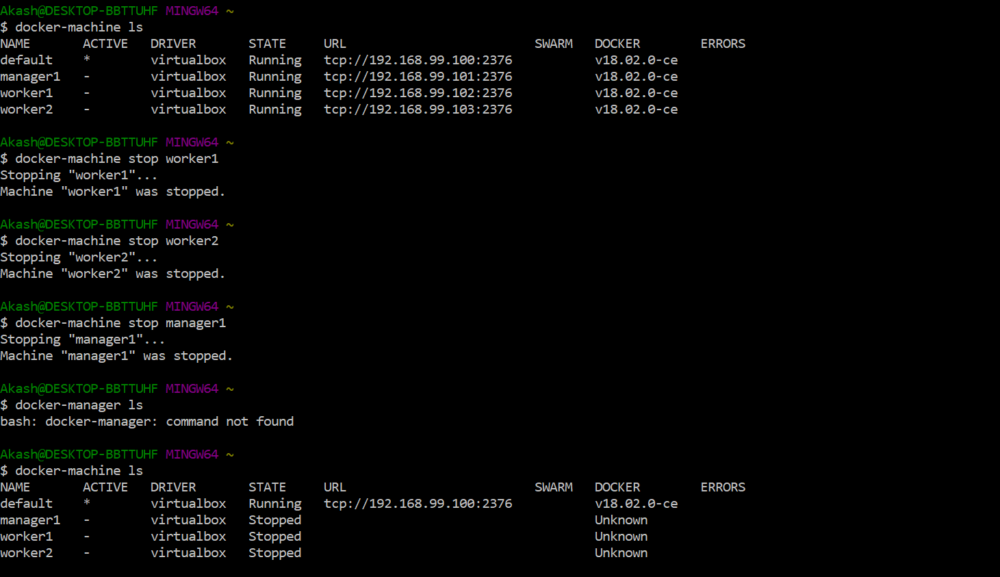 Akash@DESKTOP-BBTTUHF MINGW64 ~
$ docker-machine ls
NAME       ACTIVE   DRIVER       STATE     URL                         SWARM   DOCKER        ERRORS
default    *        virtualbox   Running   tcp://192.168.99.100:2376           v18.02.0-ce
manager1   -        virtualbox   Running   tcp://192.168.99.101:2376           v18.02.0-ce
worker1    -        virtualbox   Running   tcp://192.168.99.102:2376           v18.02.0-ce
worker2    -        virtualbox   Running   tcp://192.168.99.103:2376           v18.02.0-ce
Akash@DESKTOP-BBTTUHF MINGW64 ~
$ docker-machine stop worker1
Stopping "worker1"...
Machine "worker1" was stopped.
Akash@DESKTOP-BBTTUHF MINGW64 ~
$ docker-machine stop worker2
Stopping "worker2"...
Machine "worker2" was stopped.
Akash@DESKTOP-BBTTUHF MINGW64 ~
$ docker-machine stop manager1
Stopping "manager1"...
Machine "manager1" was stopped.
Akash@DESKTOP-BBTTUHF MINGW64 ~
$ docker-manager ls
bash: docker-manager: command not found
Akash@DESKTOP-BBTTUHF MINGW64 ~
$ docker-machine ls
NAME       ACTIVE   DRIVER       STATE     URL                         SWARM   DOCKER        ERRORS
default    *        virtualbox   Running   tcp://192.168.99.100:2376           v18.02.0-ce
manager1   -        virtualbox   Stopped                                       Unknown
worker1    -        virtualbox   Stopped                                       Unknown
worker2    -        virtualbox   Stopped                                       Unknown